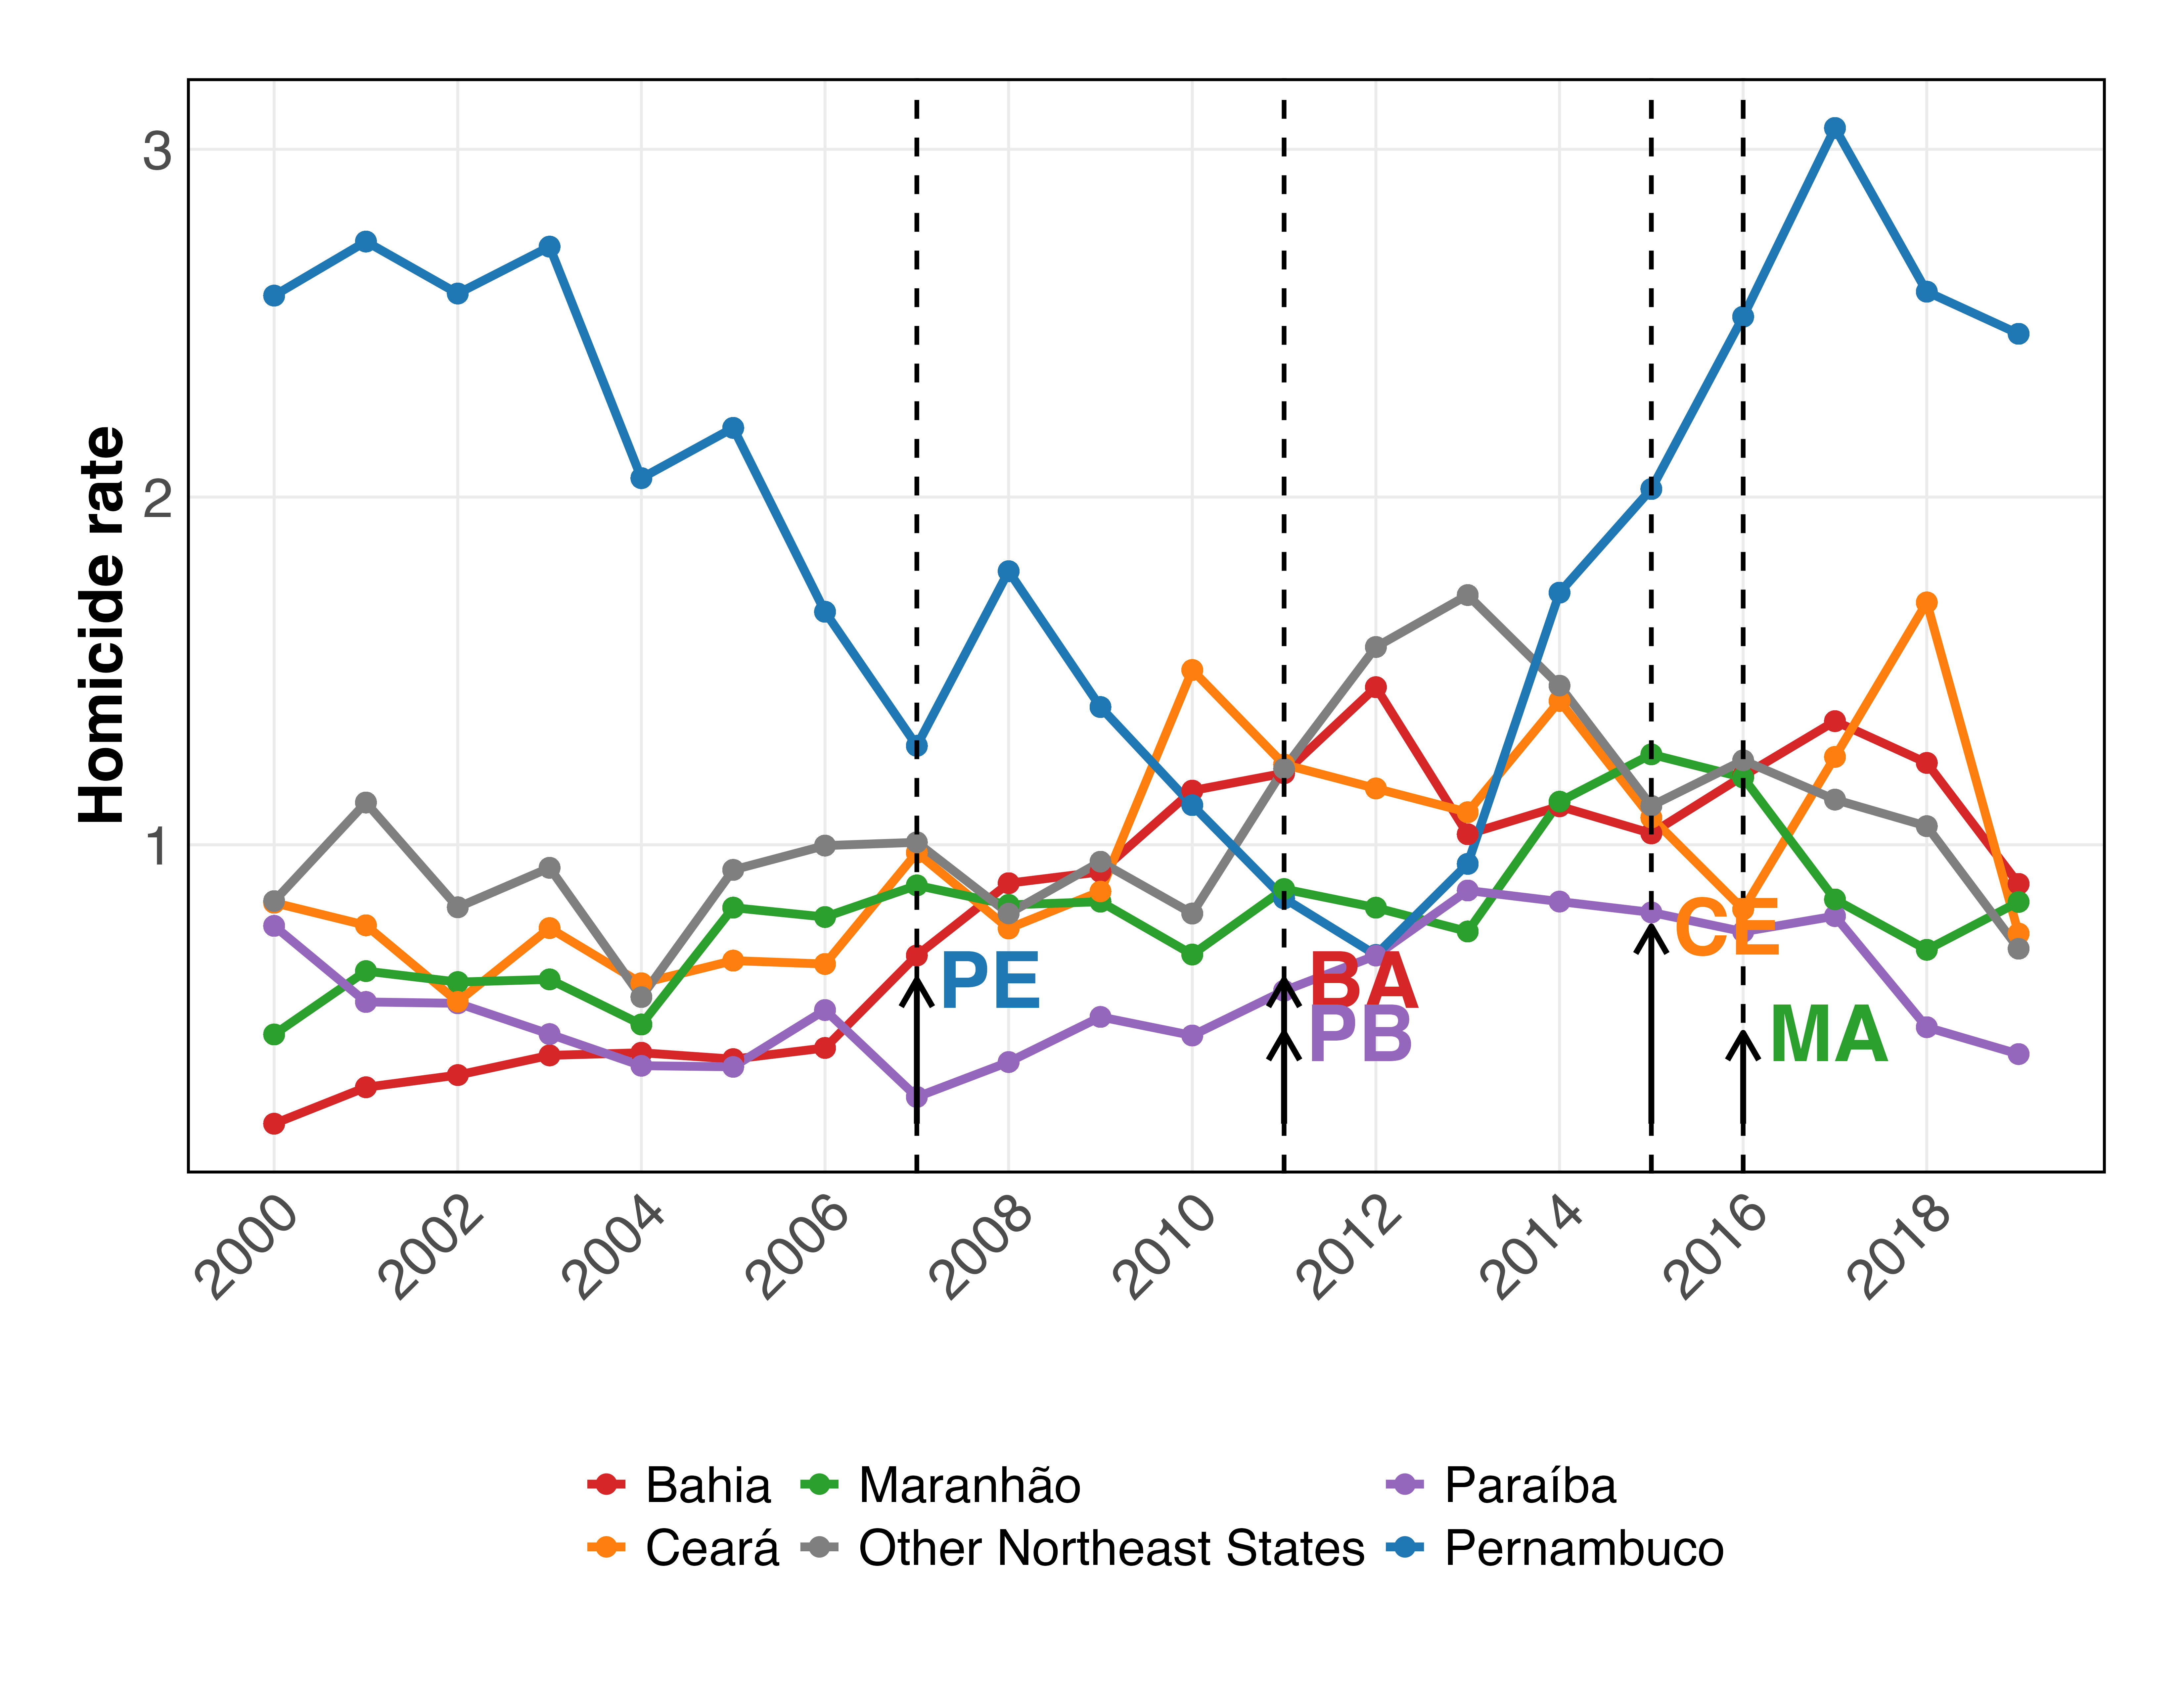 Homicide rate
3
2
1
PE
BA
PB
CE
MA
2000 2002 2004 2006 2008 2010 2012 2014 2016 2018
Bahia Maranhão Paraíba
Ceará Other Northeast States Pernambuco